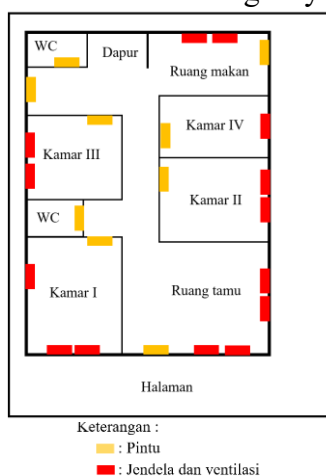 WC
Dapur
Ruang makan
Kamar IV
Kamar III
Kamar II
WC
Kamar I
Ruang tamu
Halaman
Keterangan :
: Pintu
: Jendela dan ventilasi